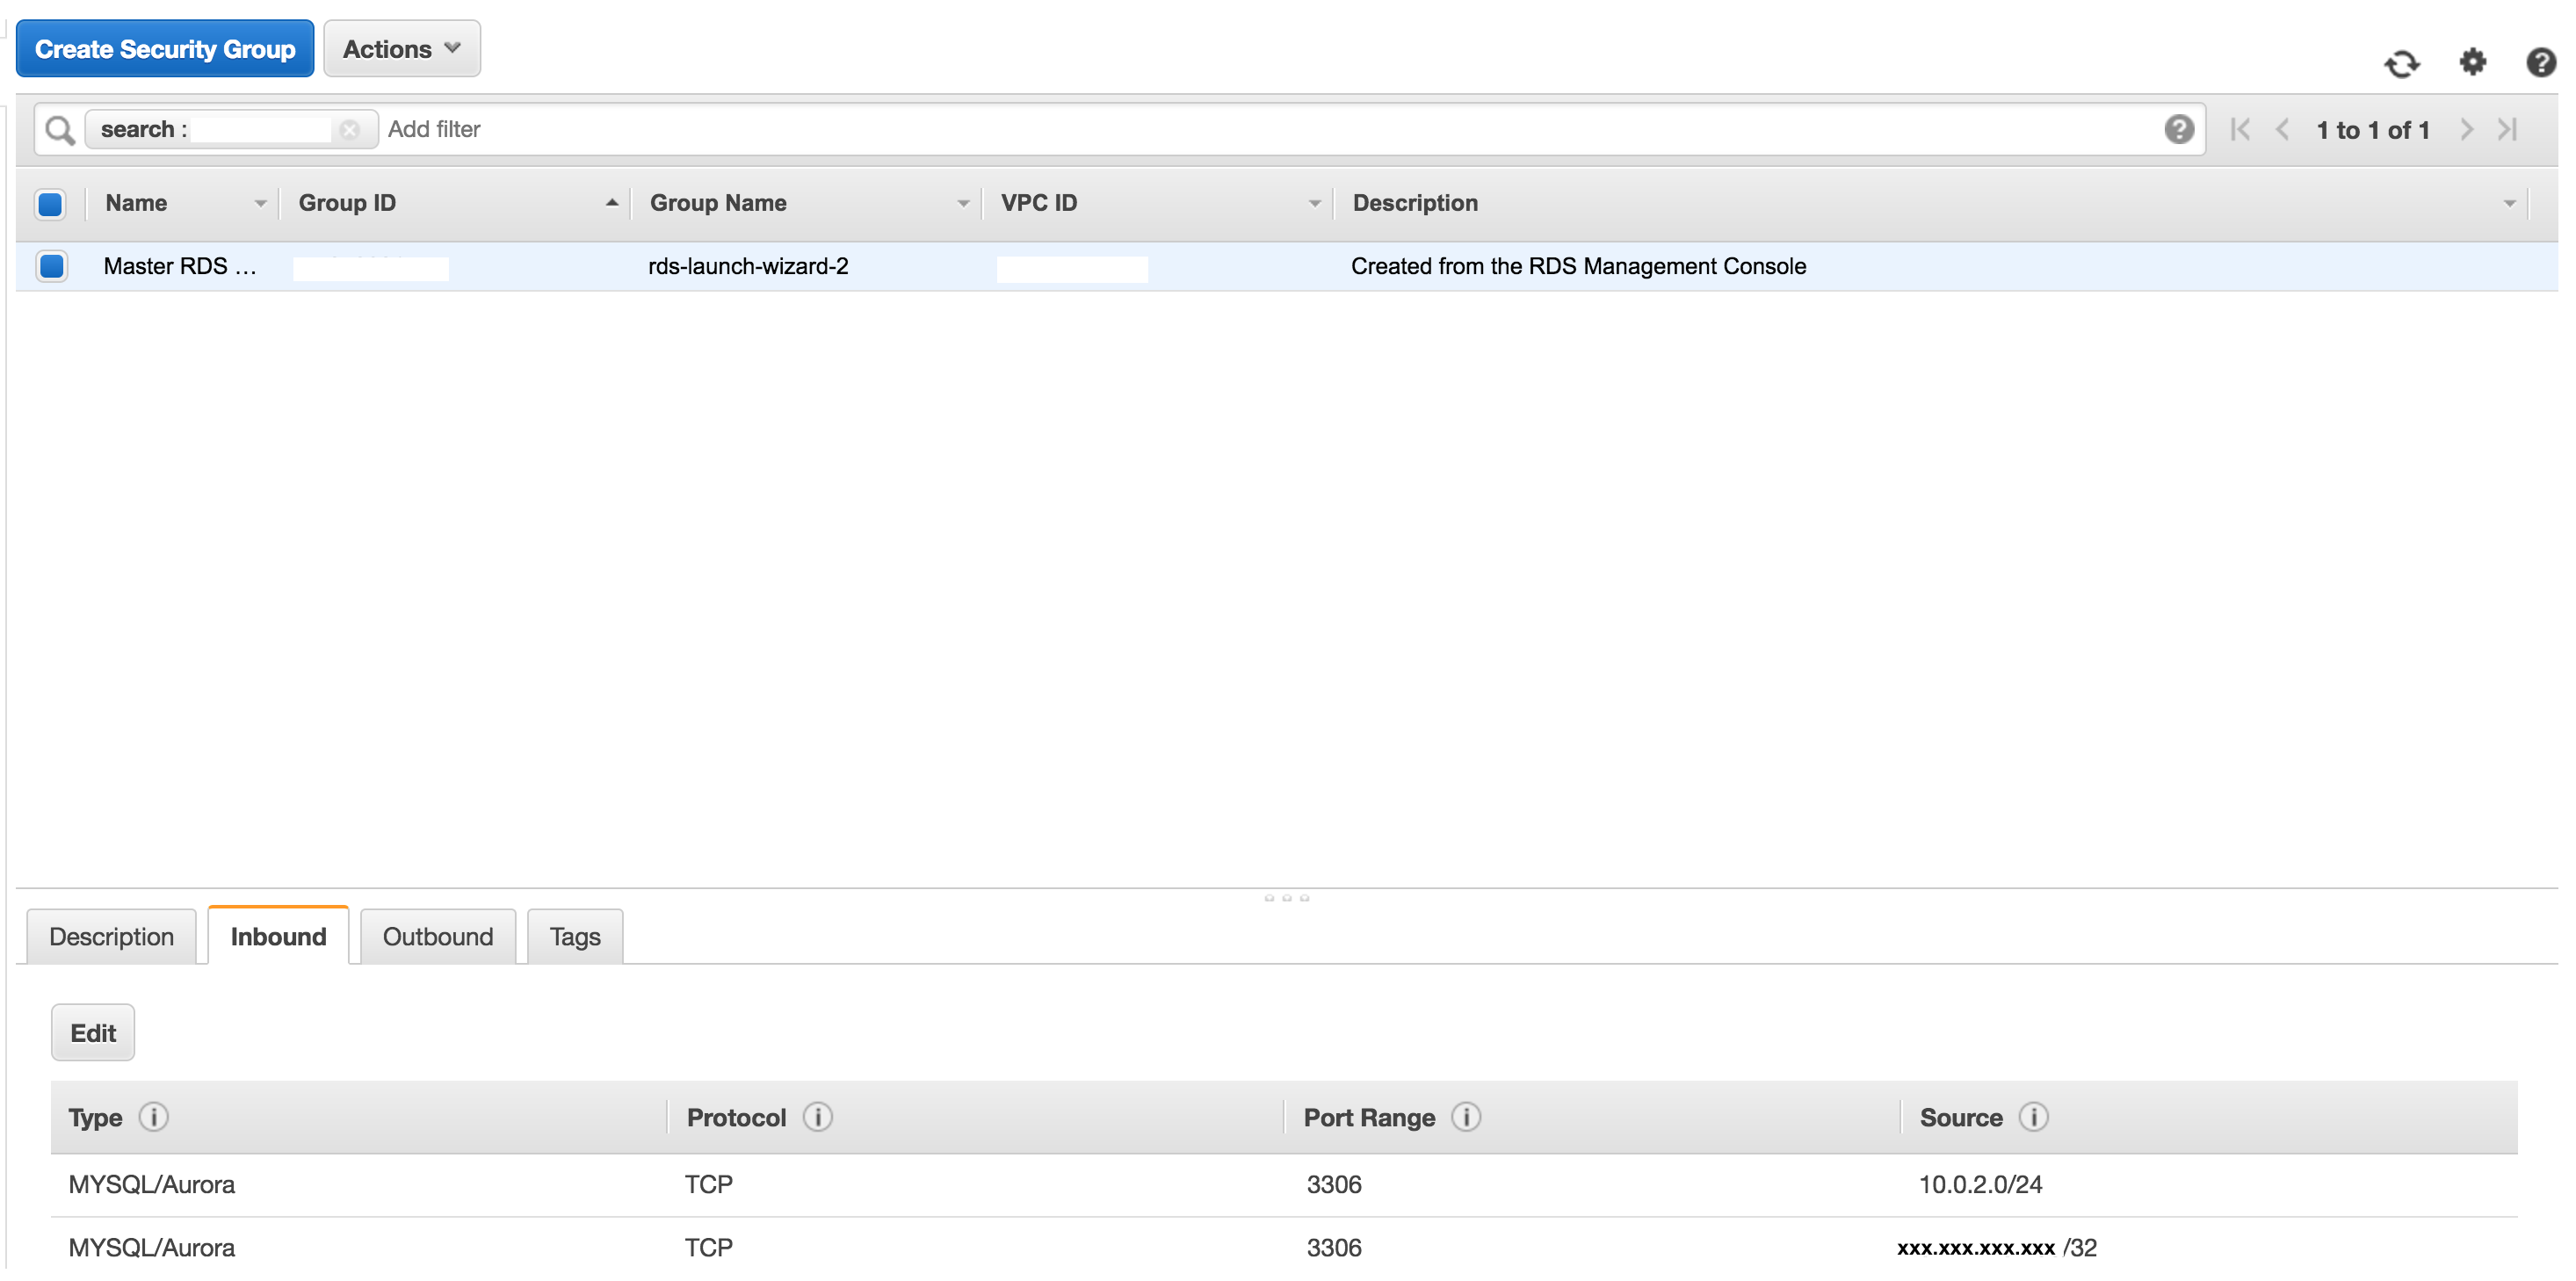 Create Security Group Actions
search : Add filter 1 to 1 of 1
Name Group ID Group Name VPC ID Description
Master RDS ... rds-launch-wizard-2 Created from the RDS Management Console
Description Inbound Outbound Tags
Edit
Type Protocol Port Range Source
MYSQL/Aurora TCP 3306 10.0.2.0/24
MYSQL/Aurora TCP 3306 xxx.xxx.xxx.xxx /32